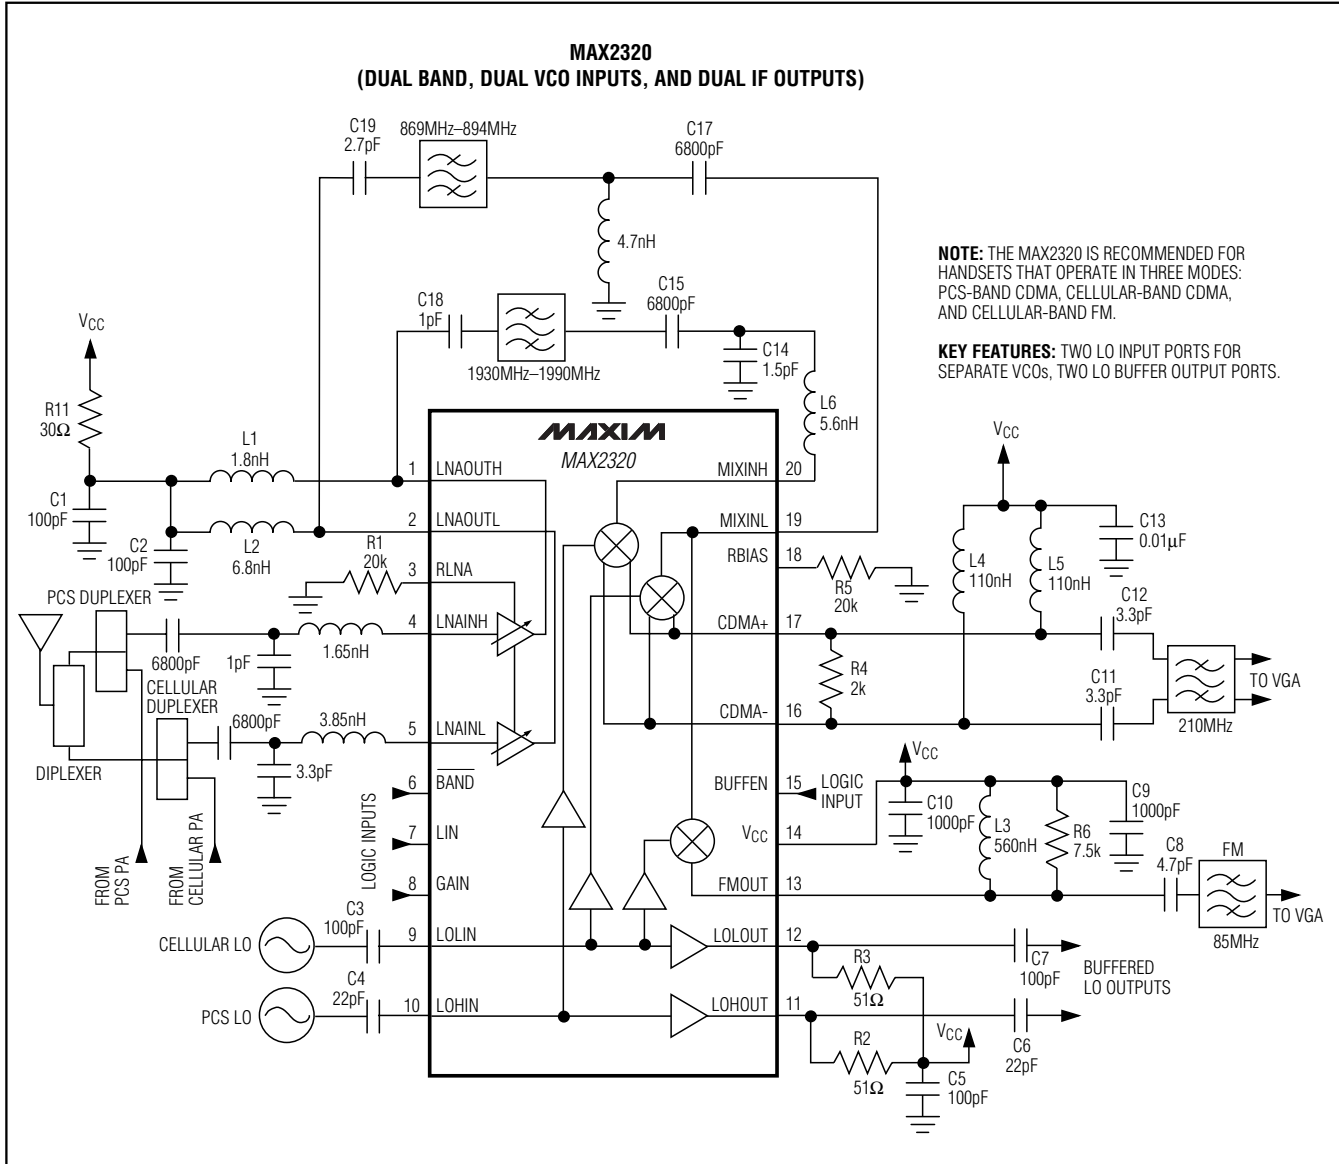 MAX2320
(DUAL BAND, DUAL VCO INPUTS, AND DUAL IF OUTPUTS)
C19
2.7pF
869MHz–894MHz
C17
6800pF
4.7nH
C18
1pF
1930MHz–1990MHz
C15
6800pF
C14
1.5pF
L6
5.6nH
NOTE: THE MAX2320 IS RECOMMENDED FOR
HANDSETS THAT OPERATE IN THREE MODES:
PCS-BAND CDMA, CELLULAR-BAND CDMA,
AND CELLULAR-BAND FM.
KEY FEATURES: TWO LO INPUT PORTS FOR
SEPARATE VCOs, TWO LO BUFFER OUTPUT PORTS.
VCC
R11
30Ω
L1
1.8nH
C1
100pF
C2
100pF
L2
6.8nH
R1
20k
MAXIM
MAX2320
1 LNAOUTH
2 LNAOUTL
3 RLNA
4 LNAINH
5 LNAINL
6 BAND
7 LIN
8 GAIN
9 LOLIN
10 LOHIN
MIXINH 20
MIXINL 19
RBIAS 18
CDMA+ 17
CDMA- 16
BUFFEN 15
VCC 14
FMOUT 13
LOLOUT 12
LOHOUT 11
PCS DUPLEXER
6800pF
1pF
1.65nH
CELLULAR
DUPLEXER
6800pF
3.85nH
3.3pF
DIPLEXER
FROM
PCS PA
FROM
CELLULAR PA
LOGIC INPUTS
CELLULAR LO
C3
100pF
PCS LO
C4
22pF
R5
20k
VCC
L4
110nH
L5
110nH
C13
0.01μF
C12
3.3pF
R4
2k
C11
3.3pF
210MHz
TO VGA
LOGIC
INPUT
VCC
C10
1000pF
L3
560nH
R6
7.5k
C9
1000pF
C8
4.7pF
FM
85MHz
TO VGA
R3
51Ω
C7
100pF
BUFFERED
LO OUTPUTS
R2
51Ω
VCC
C6
22pF
C5
100pF